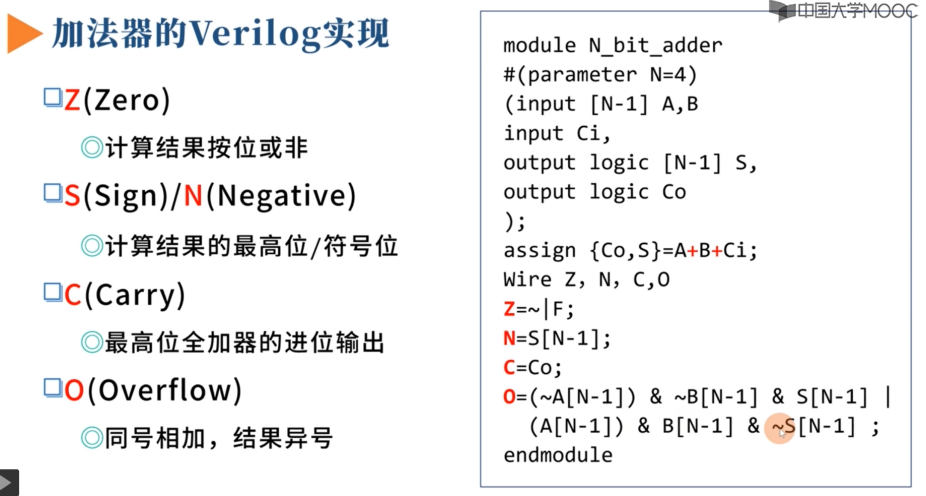 中国大学MOOC
加法器的Verilog实现
Z(Zero)
◎计算结果按位或非
S(Sign)/N(Negative)
◎计算结果的最高位/符号位
C(Carry)
◎最高位全加器的进位输出
O(Overflow)
◎同号相加，结果异号
module N_bit_adder
#(parameter N=4)
(input [N-1] A,B
input Ci,
output logic [N-1] S,
output logic Co
);
assign {Co,S}=A+B+Ci;
Wire Z, N, C,O
Z=~|F;
N=S[N-1];
C=Co;
O=(~A[N-1]) & ~B[N-1] & S[N-1] |
(A[N-1]) & B[N-1] & ~S[N-1] ;
endmodule